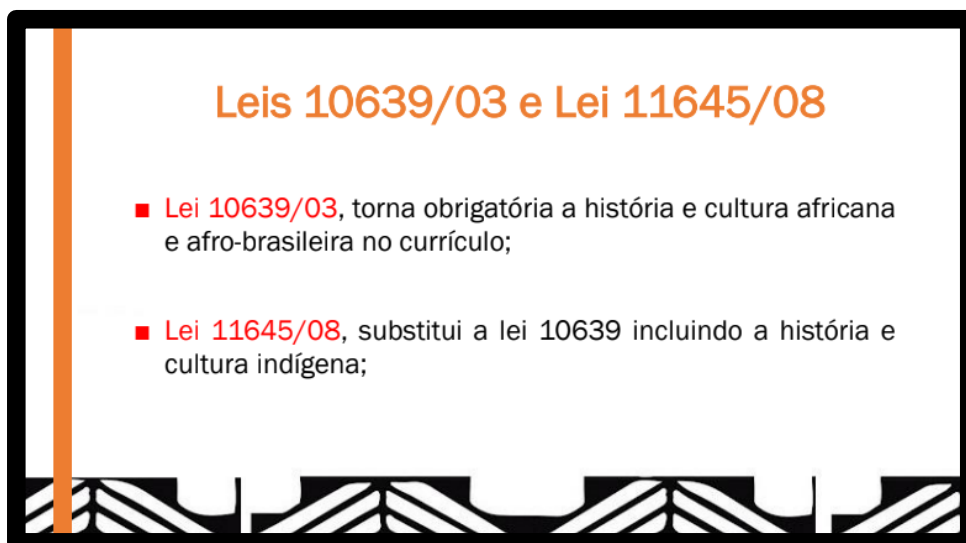 Leis 10639/03 e Lei 11645/08
■ Lei 10639/03, torna obrigatória a história e cultura africana
e afro-brasileira no currículo;
■ Lei 11645/08, substitui a lei 10639 incluindo a história e
cultura indígena;